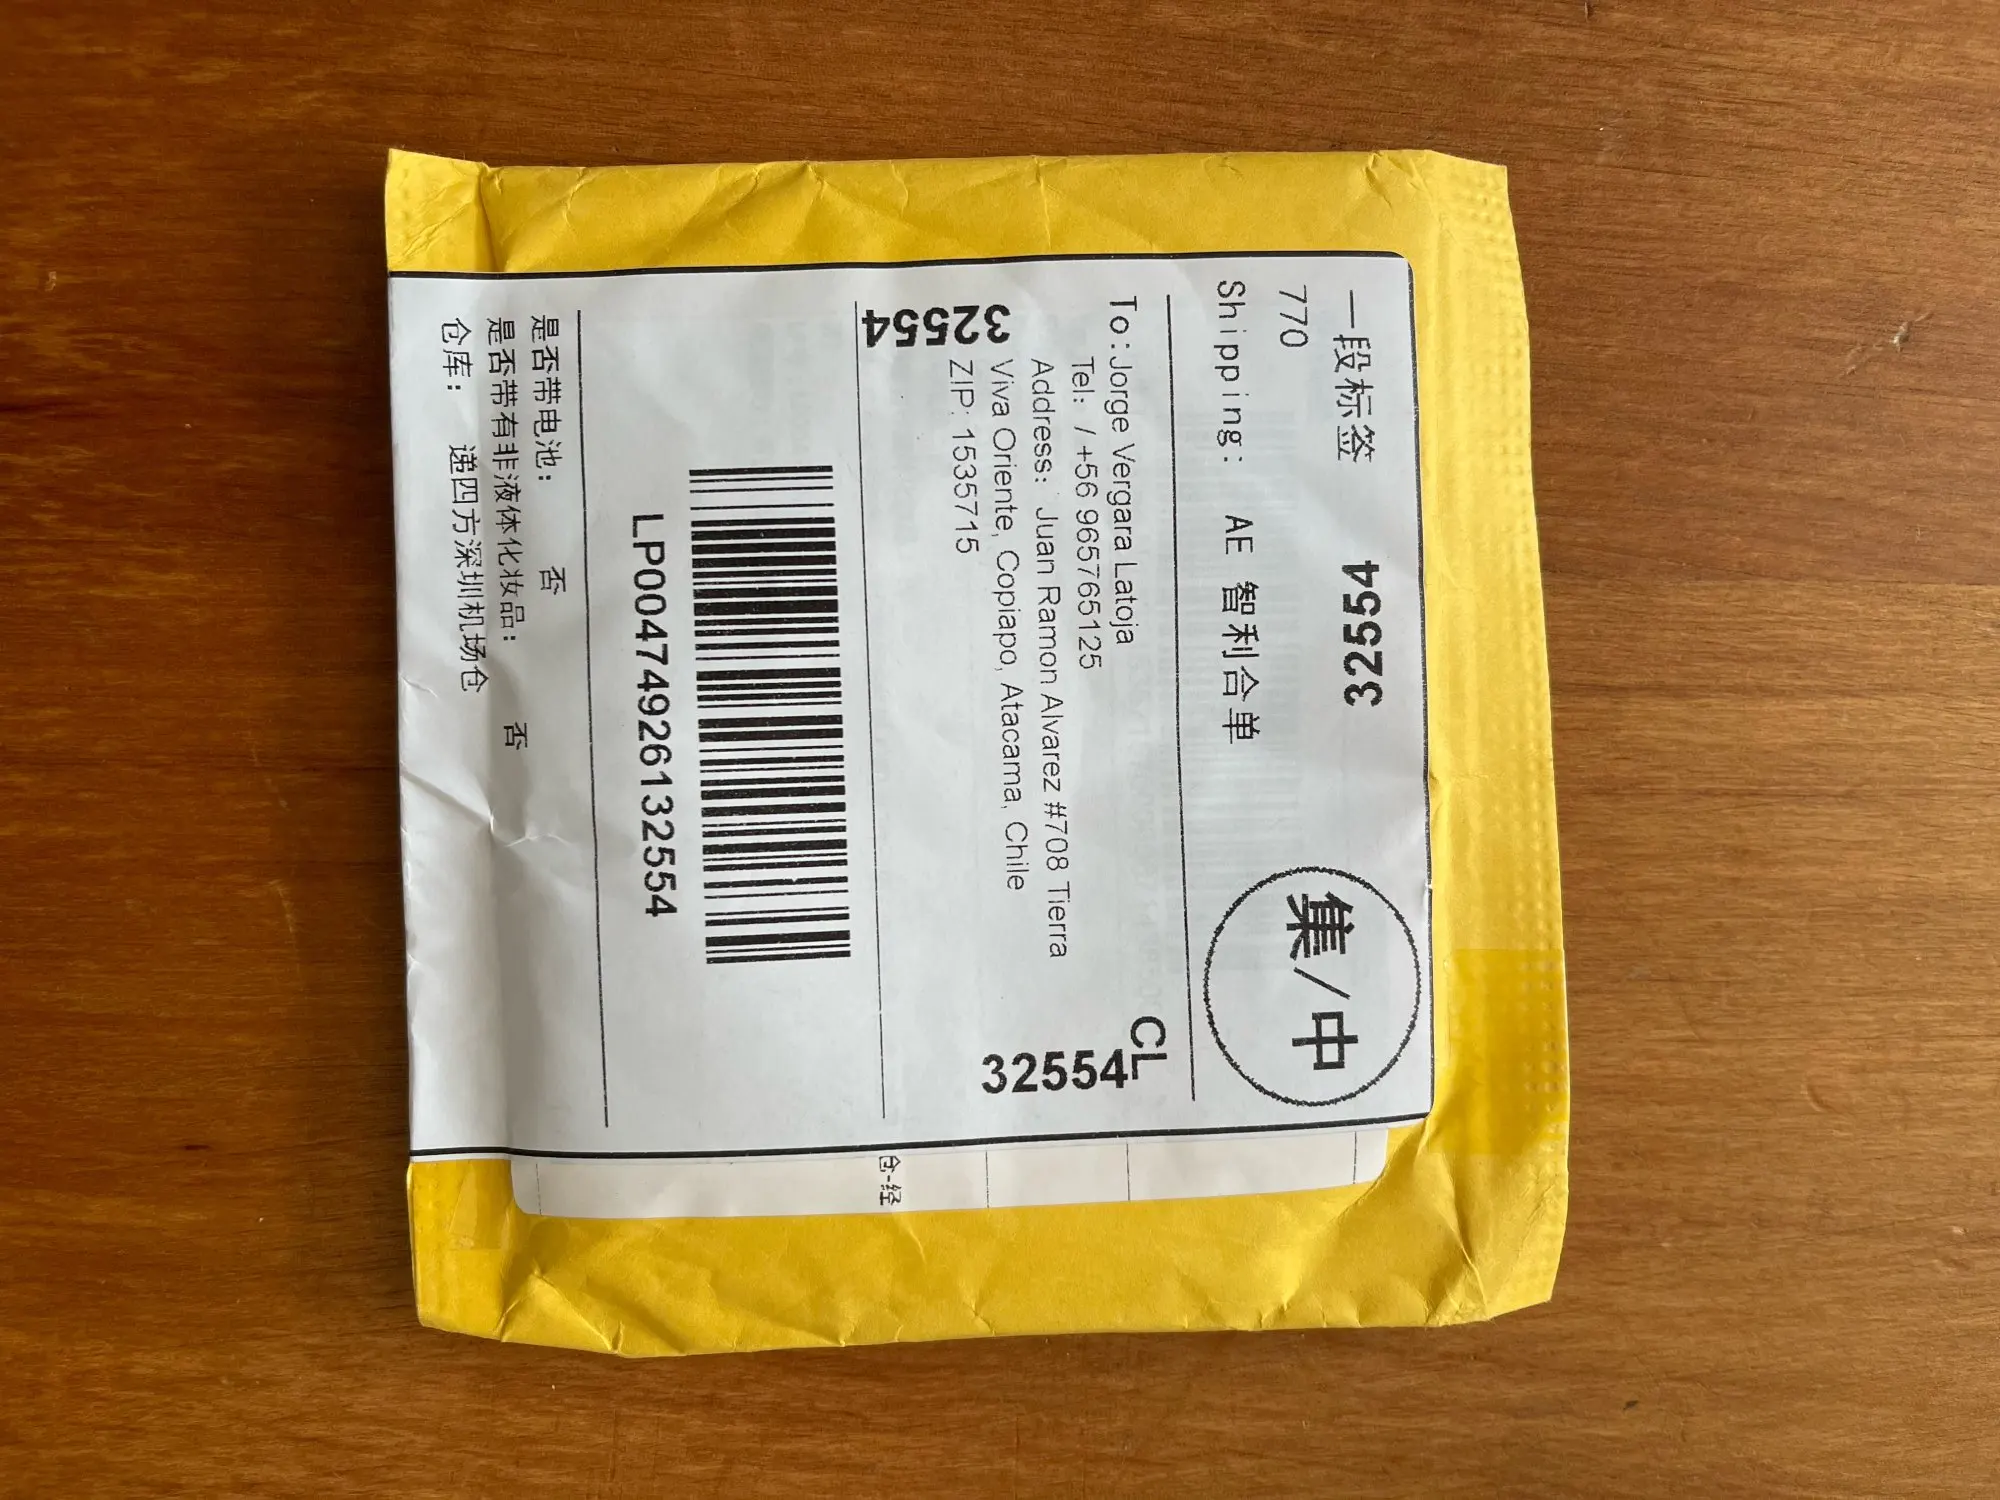 一段标签 32554
770
集/中
Shipping: AE 智利合单
To:Jorge Vergara Latoja
CL
Tel: / +56 965765125
Address: Juan Ramon Alvarez #708 Tierra
Viva Oriente, Copiapo, Atacama, Chile
ZIP: 1535715
32554
32554
LP00474926132554
是否带电池: 否
是否带有非液体化妆品: 否
仓库: 递四方深圳机场仓
仓-经